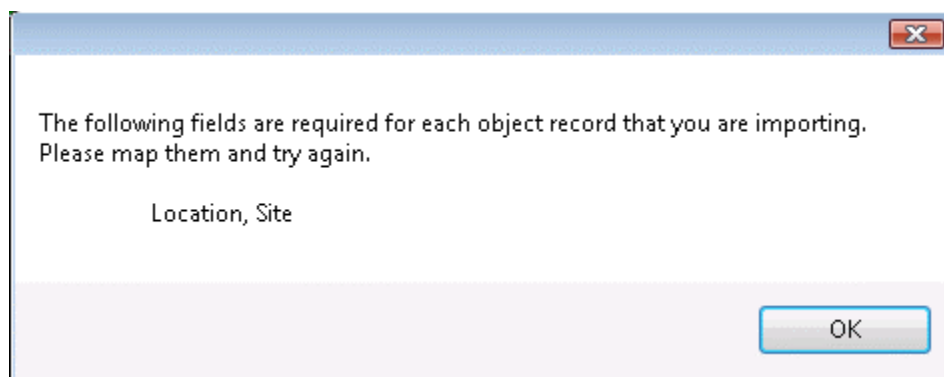 The following fields are required for each object record that you are importing.
Please map them and try again.
Location, Site
OK